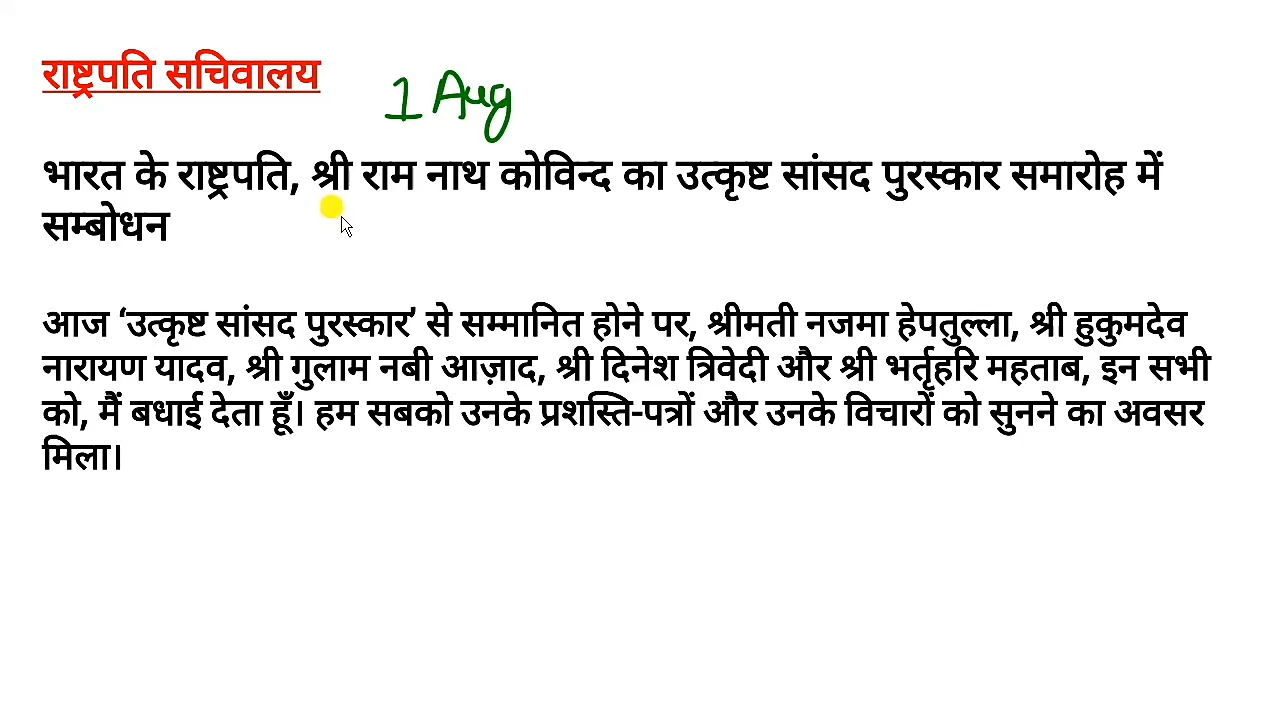 राष्ट्रपति सचिवालय
1 Aug
भारत के राष्ट्रपति, श्री राम नाथ कोविन्द का उत्कृष्ट सांसद पुरस्कार समारोह में
सम्बोधन
आज ‘उत्कृष्ट सांसद पुरस्कार’ से सम्मानित होने पर, श्रीमती नजमा हेपतुल्ला, श्री हुकुमदेव
नारायण यादव, श्री गुलाम नबी आज़ाद, श्री दिनेश त्रिवेदी और श्री भर्तृहरि महताब, इन सभी
को, मैं बधाई देता हूँ। हम सबको उनके प्रशस्ति-पत्रों और उनके विचारों को सुनने का अवसर
मिला।